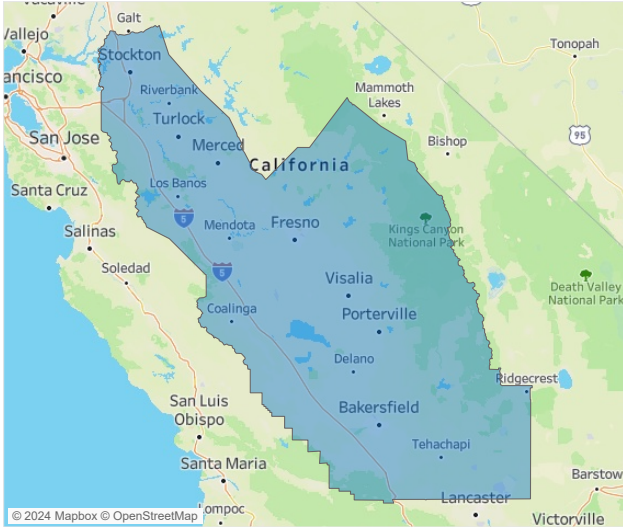 Vacaville
Galt
Vallejo
Stockton
Tonopah
ancisco
Riverbank
Mammoth
Lakes
95
Turlock
San Jose
Merced
Bishop
California
Los Banos
Santa Cruz
5
Mendota
Fresno
Kings Canyon
National Park
Salinas
5
Soledad
Visalia
Death Valley
National Park
Coalinga
Porterville
Delano
Ridgecrest
San Luis
Obispo
Bakersfield
Tehachapi
Santa Maria
Barstow
Lancaster
Lompoc
Victorville
© 2024 Mapbox © OpenStreetMap